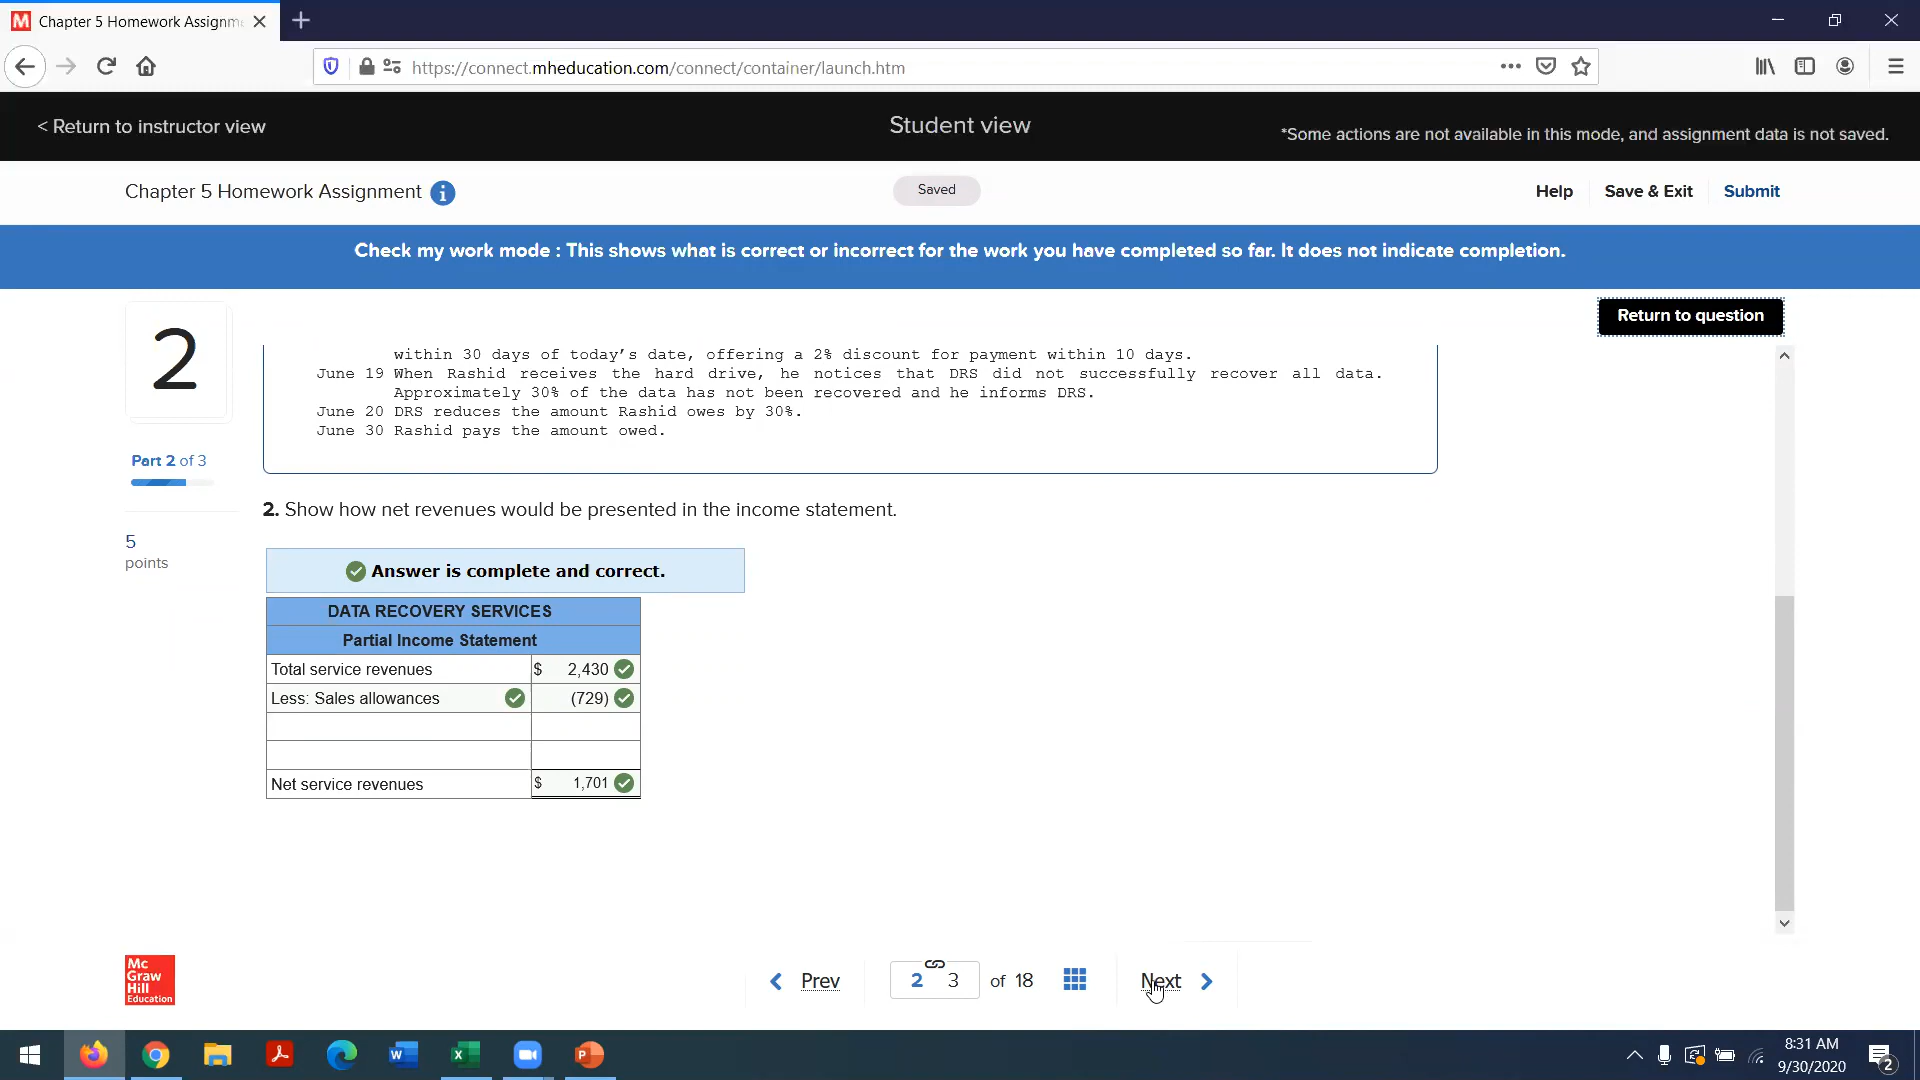 Chapter 5 Homework Assignm
https://connect.mheducation.com/connect/container/launch.htm
< Return to instructor view
Student view
*Some actions are not available in this mode, and assignment data is not saved.
Chapter 5 Homework Assignment
Saved
Help
Save & Exit
Submit
Check my work mode : This shows what is correct or incorrect for the work you have completed so far. It does not indicate completion.
2
Return to question
within 30 days of today's date, offering a 2% discount for payment within 10 days.
June 19 When Rashid receives the hard drive, he notices that DRS did not successfully recover all data.
Approximately 30% of the data has not been recovered and he informs DRS.
June 20 DRS reduces the amount Rashid owes by 30%.
June 30 Rashid pays the amount owed.
Part 2 of 3
5
points
2. Show how net revenues would be presented in the income statement.
Answer is complete and correct.
DATA RECOVERY SERVICES
Partial Income Statement
Total service revenues $ 2,430
Less: Sales allowances (729)
Net service revenues $ 1,701
Mc
Graw
Hill
Education
Prev
2 3 of 18
Next
8:31 AM
9/30/2020
2